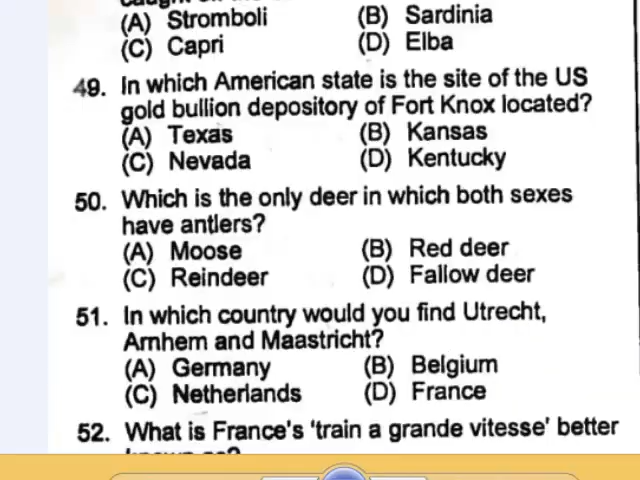 (A) Stromboli (B) Sardinia
(C) Capri (D) Elba
49. In which American state is the site of the US
gold bullion depository of Fort Knox located?
(A) Texas (B) Kansas
(C) Nevada (D) Kentucky
50. Which is the only deer in which both sexes
have antlers?
(A) Moose (B) Red deer
(C) Reindeer (D) Fallow deer
51. In which country would you find Utrecht,
Arnhem and Maastricht?
(A) Germany (B) Belgium
(C) Netherlands (D) France
52. What is France's 'train a grande vitesse' better